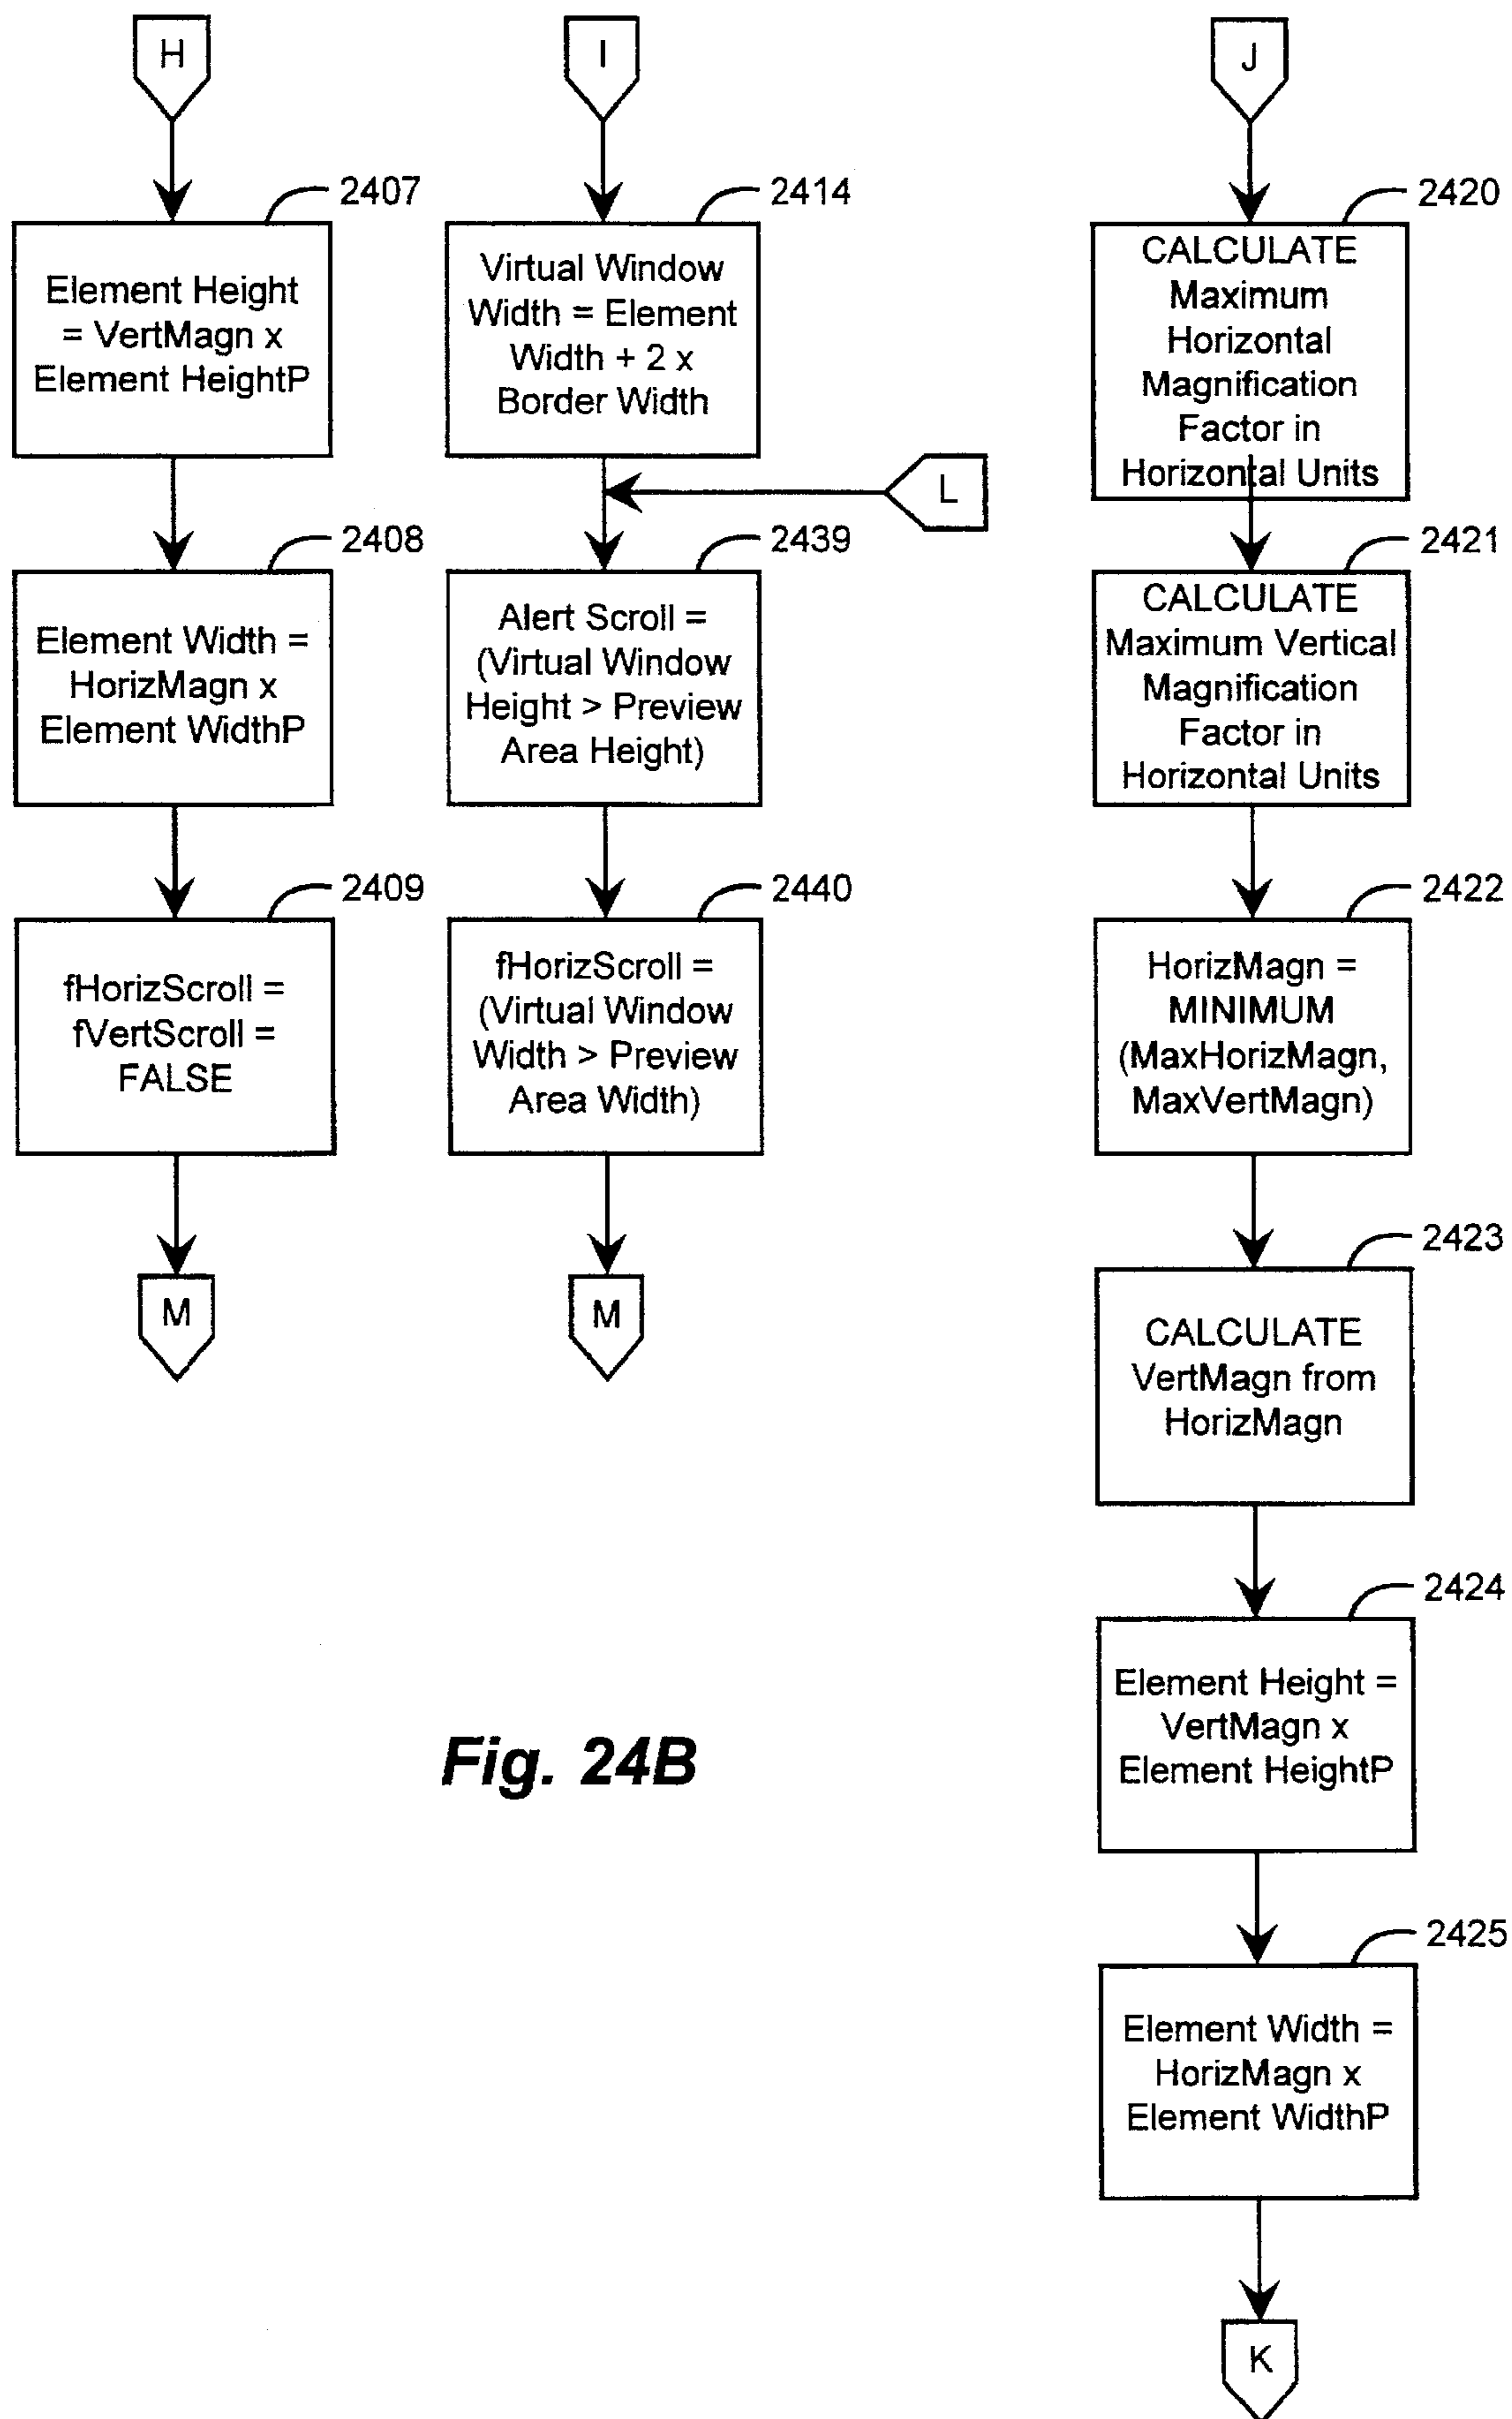 H
2407
Element Height
= VertMagn x
Element HeightP
2408
Element Width =
HorizMagn x
Element WidthP
2409
fHorizScroll =
fVertScroll =
FALSE
M
I
2414
Virtual Window
Width = Element
Width + 2 x
Border Width
L
2439
Alert Scroll =
(Virtual Window
Height > Preview
Area Height)
2440
fHorizScroll =
(Virtual Window
Width > Preview
Area Width)
M
J
2420
CALCULATE
Maximum
Horizontal
Magnification
Factor in
Horizontal Units
2421
CALCULATE
Maximum Vertical
Magnification
Factor in
Horizontal Units
2422
HorizMagn =
MINIMUM
(MaxHorizMagn,
MaxVertMagn)
2423
CALCULATE
VertMagn from
HorizMagn
2424
Element Height =
VertMagn x
Element HeightP
2425
Element Width =
HorizMagn x
Element WidthP
K
Fig. 24B